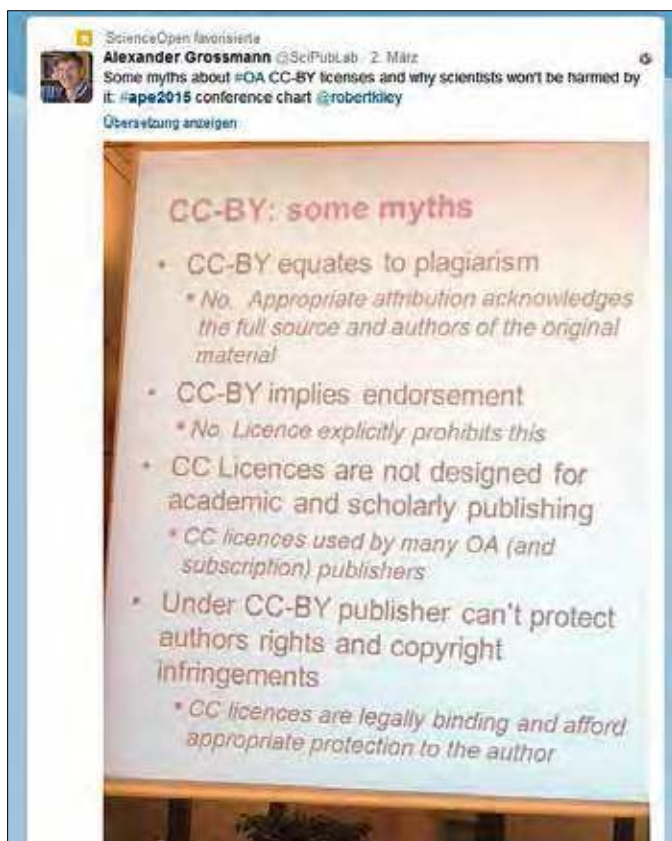 ScienceOpen favorisierte
Alexander Grossmann @SciPubLab 2. März
Some myths about #OA CC-BY licenses and why scientists won't be harmed by
it: #ape2015 conference chart @robertkiley
Übersetzung anzeigen
CC-BY: some myths
• CC-BY equates to plagiarism
• No. Appropriate attribution acknowledges
the full source and authors of the original
material
• CC-BY implies endorsement
• No. Licence explicitly prohibits this
• CC Licences are not designed for
academic and scholarly publishing
• CC licences used by many OA (and
subscription) publishers
• Under CC-BY publisher can't protect
authors rights and copyright
infringements
• CC licences are legally binding and afford
appropriate protection to the author